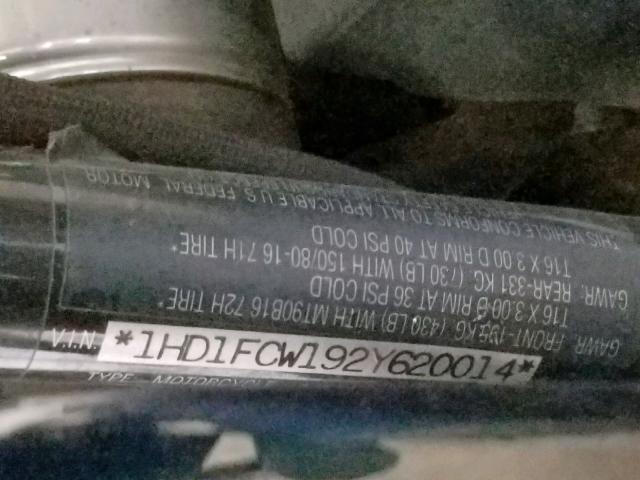 GAWR: FRONT-195 KG (430 LB) WITH MT90B16 72H TIRE*
T16 X 3.00 D RIM AT 36 PSI COLD
GAWR: REAR-331 KG. (730 LB) WITH 150/80-16 71H TIRE*
T16 X 3.00 D RIM AT 40 PSI COLD
THIS VEHICLE CONFORMS TO ALL APPLICABLE U.S. FEDERAL MOTOR
V.I.N. *1HD1FCW192Y620014*
TYPE MOTORCYCLE